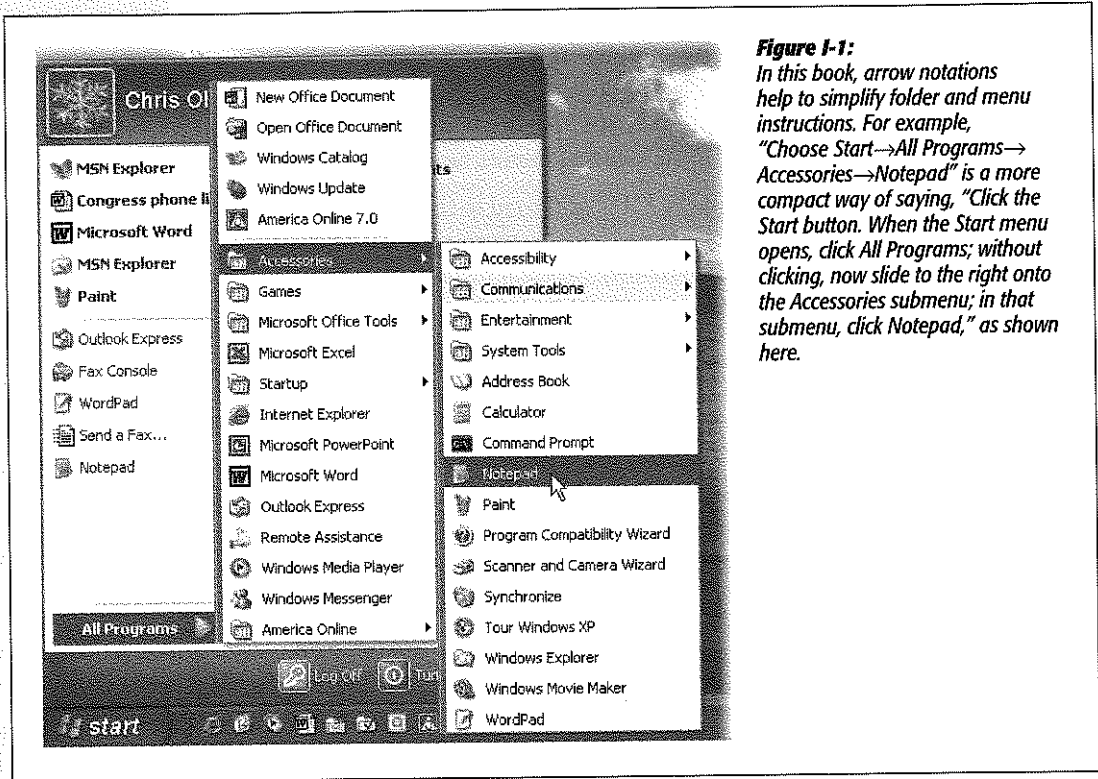 Chris Ol
MSN Explorer
Congress phone li
Microsoft Word
MSN Explorer
Paint
Outlook Express
Fax Console
WordPad
Send a Fax...
Notepad
All Programs
New Office Document
Open Office Document
Windows Catalog
Windows Update
America Online 7.0
Accessories
Games
Microsoft Office Tools
Microsoft Excel
Startup
Internet Explorer
Microsoft PowerPoint
Microsoft Word
Outlook Express
Remote Assistance
Windows Media Player
Windows Messenger
America Online
ts
Accessibility
Communications
Entertainment
System Tools
Address Book
Calculator
Command Prompt
Notepad
Paint
Program Compatibility Wizard
Scanner and Camera Wizard
Synchronize
Tour Windows XP
Windows Explorer
Windows Movie Maker
WordPad
Log Off
Tur
start
Figure I-1:
In this book, arrow notations
help to simplify folder and menu
instructions. For example,
"Choose Start→All Programs→
Accessories→Notepad" is a more
compact way of saying, "Click the
Start button. When the Start menu
opens, click All Programs; without
clicking, now slide to the right onto
the Accessories submenu; in that
submenu, click Notepad," as shown
here.